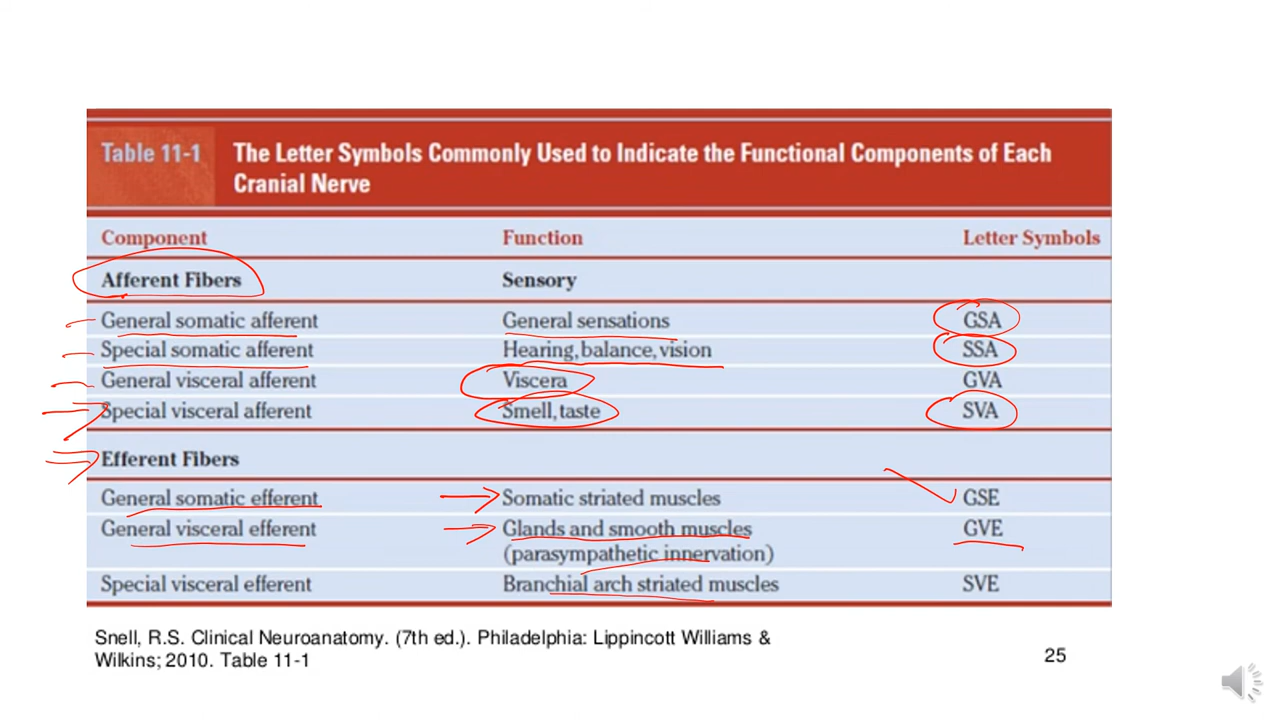 Table 11-1 The Letter Symbols Commonly Used to Indicate the Functional Components of Each
Cranial Nerve
Component Function Letter Symbols
Afferent Fibers Sensory
General somatic afferent General sensations GSA
Special somatic afferent Hearing, balance, vision SSA
General visceral afferent Viscera GVA
Special visceral afferent Smell, taste SVA
Efferent Fibers
General somatic efferent Somatic striated muscles GSE
General visceral efferent Glands and smooth muscles GVE
(parasympathetic innervation)
Special visceral efferent Branchial arch striated muscles SVE
Snell, R.S. Clinical Neuroanatomy. (7th ed.). Philadelphia: Lippincott Williams &
Wilkins; 2010. Table 11-1
25